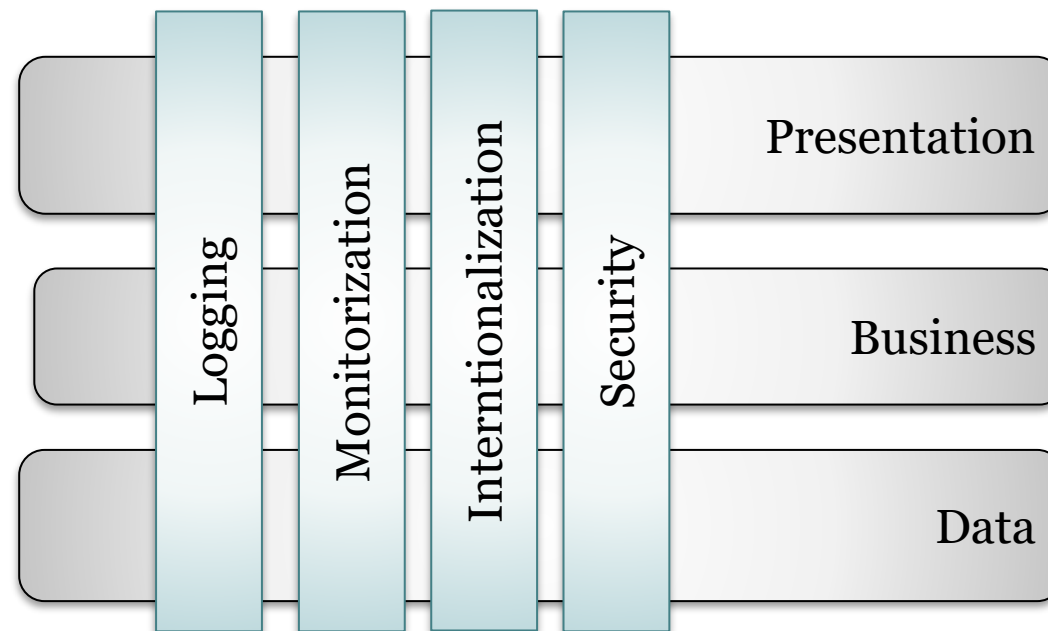 Logging
Monitorization
Interntionalization
Security
Presentation
Business
Data